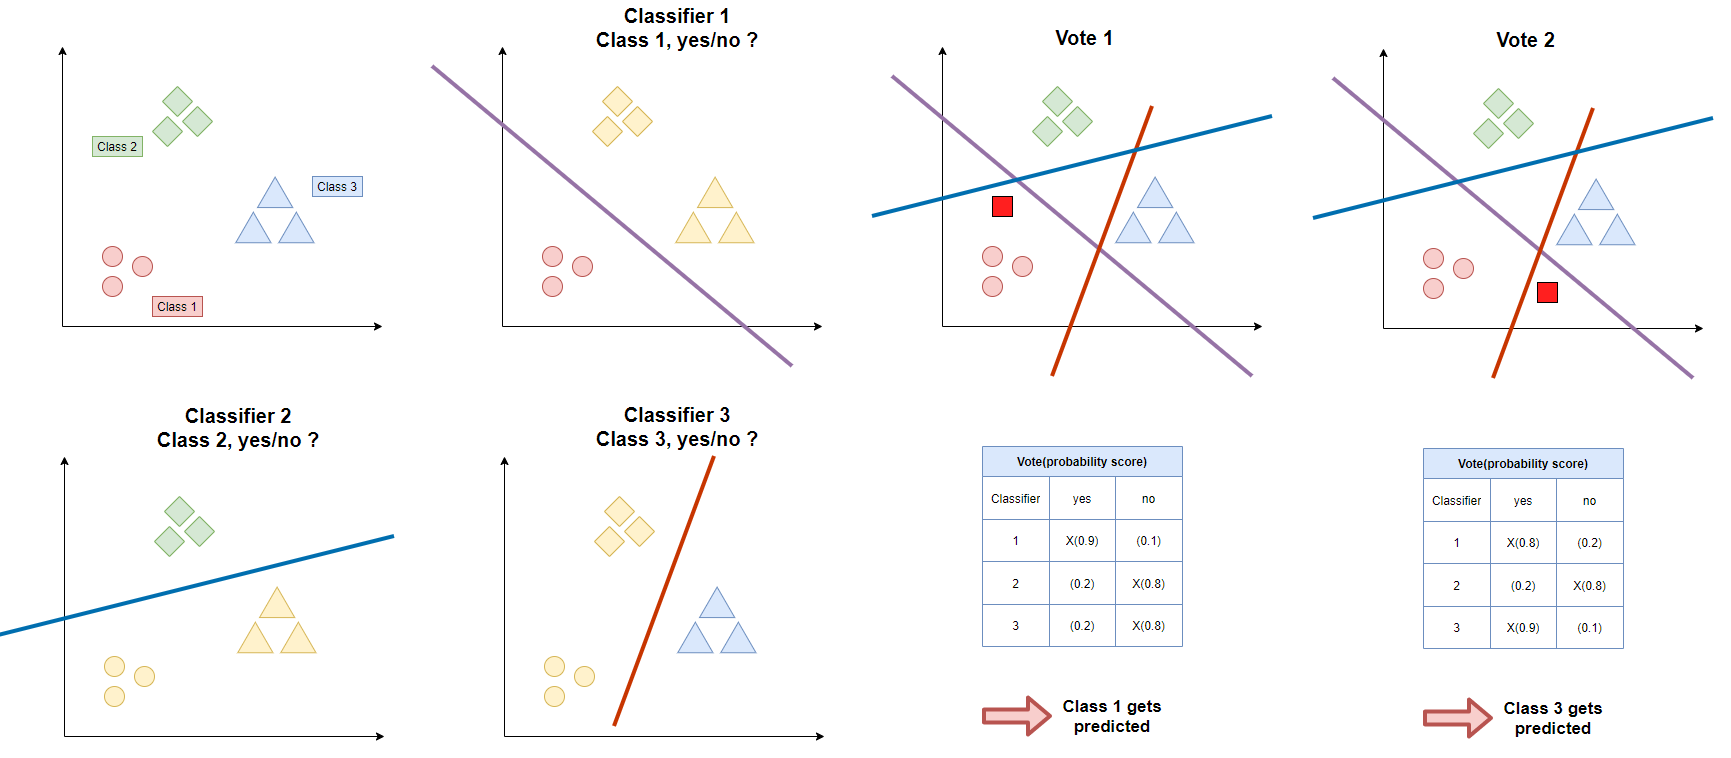 Class 2
Class 3
Class 1
Classifier 1
Class 1, yes/no ?
Vote 1
Vote 2
Classifier 2
Class 2, yes/no ?
Classifier 3
Class 3, yes/no ?
Vote(probability score)
Classifier yes no
1 X(0.9) (0.1)
2 (0.2) X(0.8)
3 (0.2) X(0.8)
Class 1 gets
predicted
Vote(probability score)
Classifier yes no
1 X(0.8) (0.2)
2 (0.2) X(0.8)
3 X(0.9) (0.1)
Class 3 gets
predicted